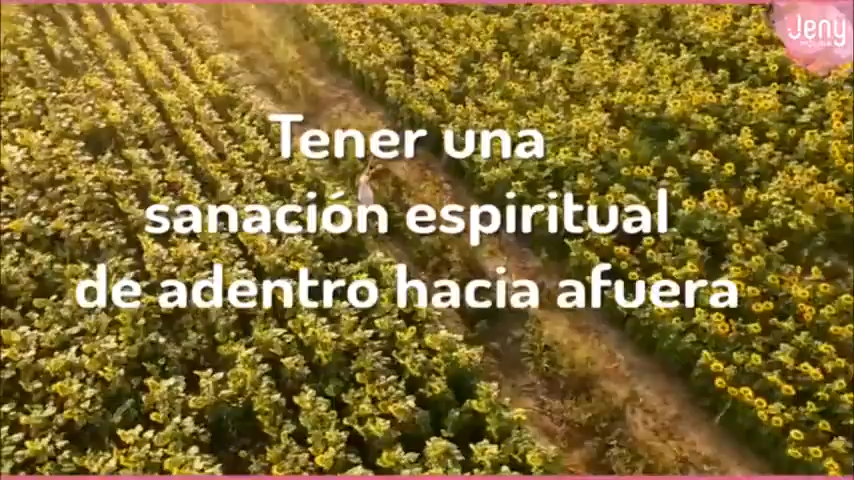 Jeny
Tener una
sanación espiritual
de adentro hacia afuera